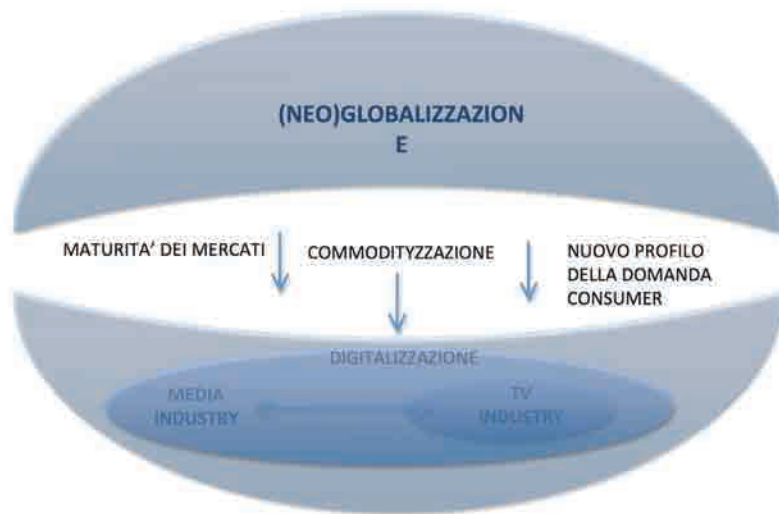 (NEO)GLOBALIZZAZION
E
MATURITA’ DEI MERCATI
COMMODITYZZAZIONE
NUOVO PROFILO
DELLA DOMANDA
CONSUMER
DIGITALIZZAZIONE
MEDIA
INDUSTRY
TV
INDUSTRY